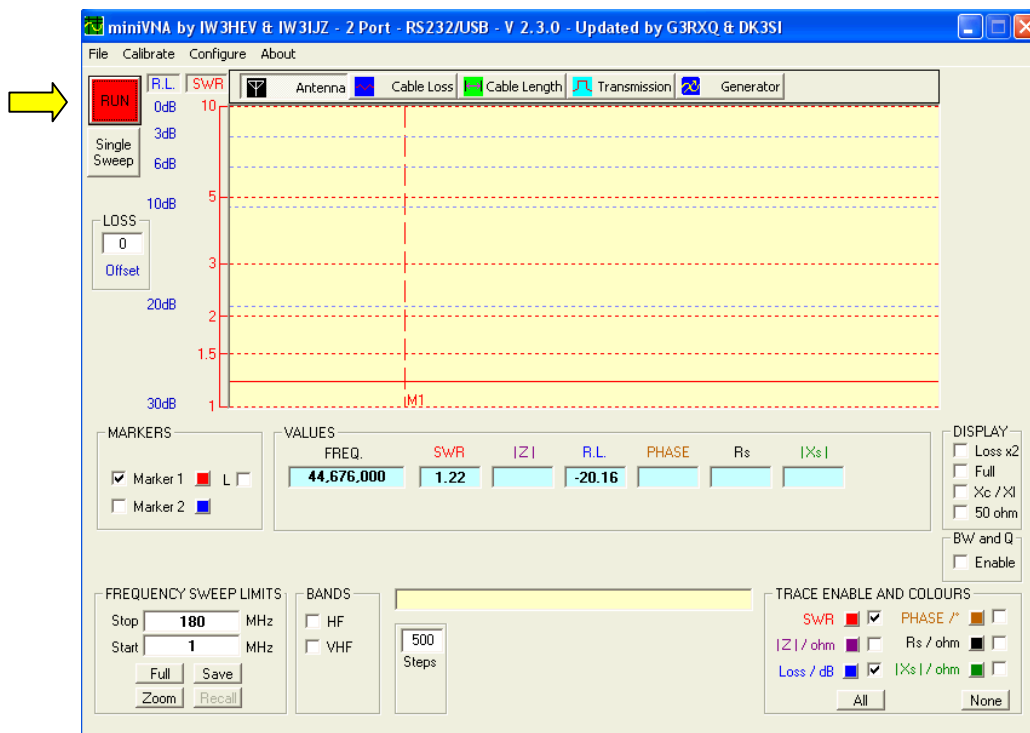 miniVNA by IW3HEV & IW3IJZ - 2 Port - RS232/USB - V 2.3.0 - Updated by G3RXQ & DK3SI
File Calibrate Configure About
RUN
Single
Sweep
R.L. SWR
Antenna Cable Loss Cable Length Transmission Generator
0dB 10
3dB
6dB
5
10dB
3
20dB
2
1.5
30dB 1
M1
LOSS
0
Offset
MARKERS
Marker 1 L
Marker 2
VALUES
FREQ. SWR |Z| R.L. PHASE Rs |Xs|
44,676,000 1.22 -20.16
DISPLAY
Loss x2
Full
Xc / Xl
50 ohm
BW and Q
Enable
FREQUENCY SWEEP LIMITS
Stop 180 MHz
Start 1 MHz
Full Save
Zoom Recall
BANDS
HF
VHF
500
Steps
TRACE ENABLE AND COLOURS
SWR PHASE /°
|Z| / ohm Rs / ohm
Loss / dB |Xs| / ohm
All None